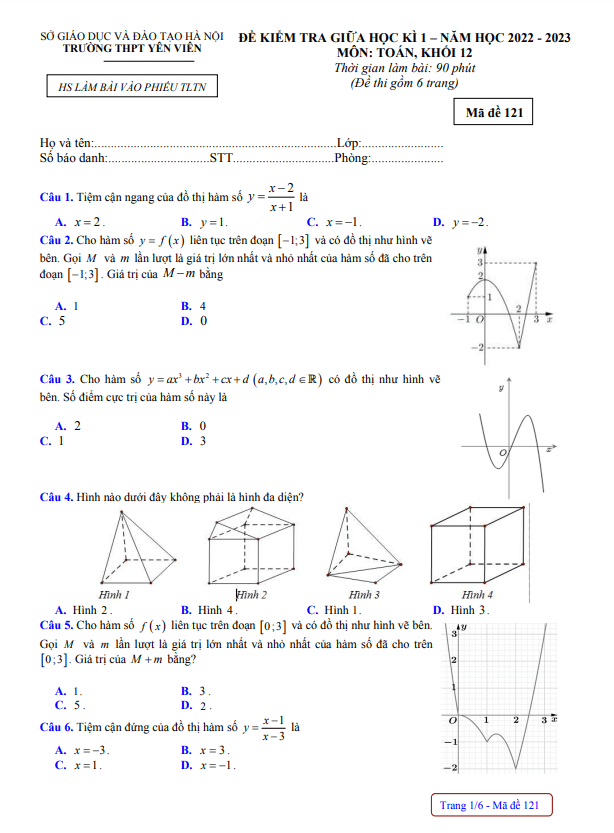 SỞ GIÁO DỤC VÀ ĐÀO TẠO HÀ NỘI
TRƯỜNG THPT YÊN VIÊN
HS LÀM BÀI VÀO PHIẾU TLTN
ĐỀ KIỂM TRA GIỮA HỌC KÌ 1 – NĂM HỌC 2022 - 2023
MÔN: TOÁN, KHỐI 12
Thời gian làm bài: 90 phút
(Đề thi gồm 6 trang)
Mã đề 121
Họ và tên:..............................Lớp:....................
Số báo danh:........................STT........................Phòng:..................
Câu 1. Tiệm cận ngang của đồ thị hàm số y = (x−2)/(x+1) là
A. x = 2. B. y = 1. C. x = −1. D. y = −2.
Câu 2. Cho hàm số y = f(x) liên tục trên đoạn [−1;3] và có đồ thị như hình vẽ
bên. Gọi M và m lần lượt là giá trị lớn nhất và nhỏ nhất của hàm số đã cho trên
đoạn [−1;3]. Giá trị của M − m bằng
A. 1 B. 4
C. 5 D. 0
y
3
2
1
2
−1 O 3 x
−2
Câu 3. Cho hàm số y = ax³ + bx² + cx + d (a,b,c,d ∈ ℝ) có đồ thị như hình vẽ
bên. Số điểm cực trị của hàm số này là
A. 2 B. 0
C. 1 D. 3
y
O x
Câu 4. Hình nào dưới đây không phải là hình đa diện?
Hình 1 Hình 2 Hình 3 Hình 4
A. Hình 2. B. Hình 4. C. Hình 1. D. Hình 3.
Câu 5. Cho hàm số f(x) liên tục trên đoạn [0;3] và có đồ thị như hình vẽ bên.
Gọi M và m lần lượt là giá trị lớn nhất và nhỏ nhất của hàm số đã cho trên
[0;3]. Giá trị của M + m bằng?
A. 1. B. 3.
C. 5. D. 2.
3 y
2
1
O 1 2 3 x
−1
−2
Câu 6. Tiệm cận đứng của đồ thị hàm số y = (x−1)/(x−3) là
A. x = −3. B. x = 3.
C. x = 1. D. x = −1.
Trang 1/6 - Mã đề 121